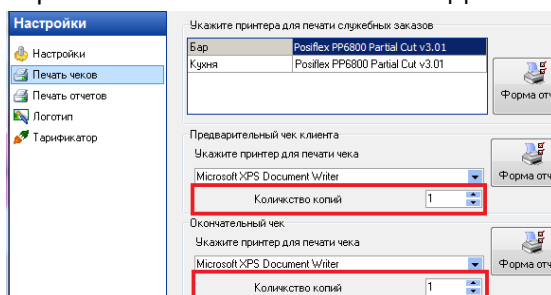 Настройки
Настройки
Печать чеков
Печать отчетов
Логотип
Тарификатор
Укажите принтера для печати служебных заказов
Бар Posiflex PP6800 Partial Cut v3.01
Кухня Posiflex PP6800 Partial Cut v3.01
Форма отч
Предварительный чек клиента
Укажите принтер для печати чека
Microsoft XPS Document Writer
Форма отч
Количкство копий 1
Окончательный чек
Укажите принтер для печати чека
Microsoft XPS Document Writer
Форма отч
Количкство копий 1